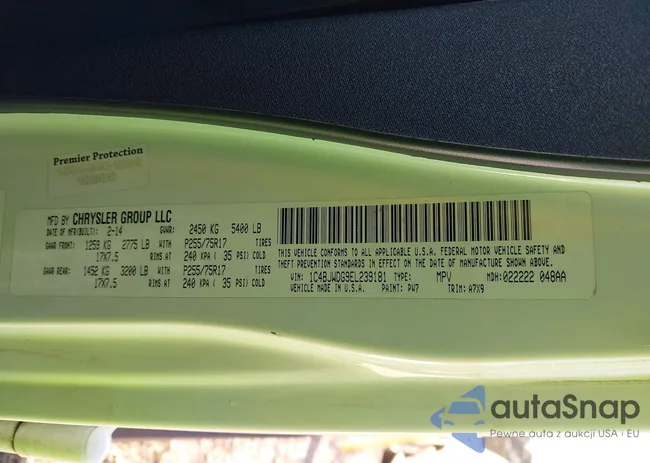 Premier Protection
MFD BY CHRYSLER GROUP LLC
DATE OF MFR(BUILT): 2-14 GVWR: 2450 KG 5400 LB
GAWR FRONT: 1259 KG 2775 LB WITH P255/75R17 TIRES
17X7.5 RIMS AT 240 KPA ( 35 PSI) COLD
GAWR REAR: 1452 KG 3200 LB WITH P255/75R17 TIRES
17X7.5 RIMS AT 240 KPA ( 35 PSI) COLD
THIS VEHICLE CONFORMS TO ALL APPLICABLE U.S.A. FEDERAL MOTOR VEHICLE SAFETY AND
THEFT PREVENTION STANDARDS IN EFFECT ON THE DATE OF MANUFACTURE SHOWN ABOVE.
VIN: 1C4BJWDG9EL239181 TYPE: MPV MDH: 022222 048AA
VEHICLE MADE IN U.S.A. PAINT: PW7 TRIM: A7X9
autaSnap
Pewne auta z aukcji USA i EU